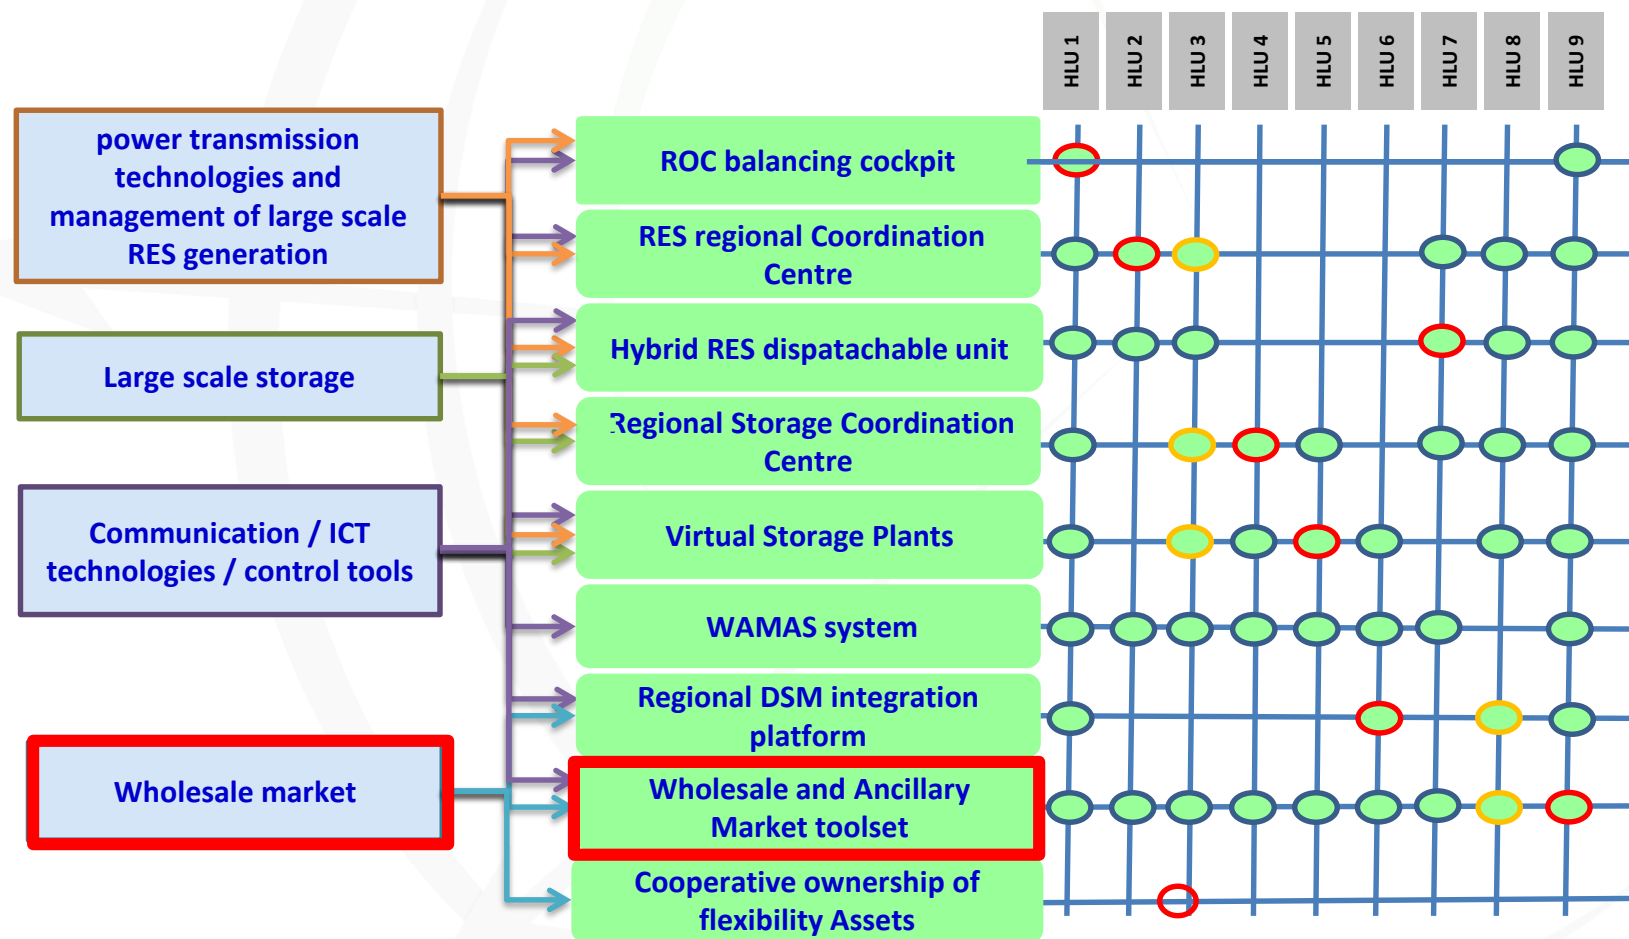 HLU 1
HLU 2
HLU 3
HLU 4
HLU 5
HLU 6
HLU 7
HLU 8
HLU 9
power transmission
technologies and
management of large scale
RES generation
Large scale storage
Communication / ICT
technologies / control tools
Wholesale market
ROC balancing cockpit
RES regional Coordination
Centre
Hybrid RES dispatachable unit
Regional Storage Coordination
Centre
Virtual Storage Plants
WAMAS system
Regional DSM integration
platform
Wholesale and Ancillary
Market toolset
Cooperative ownership of
flexibility Assets